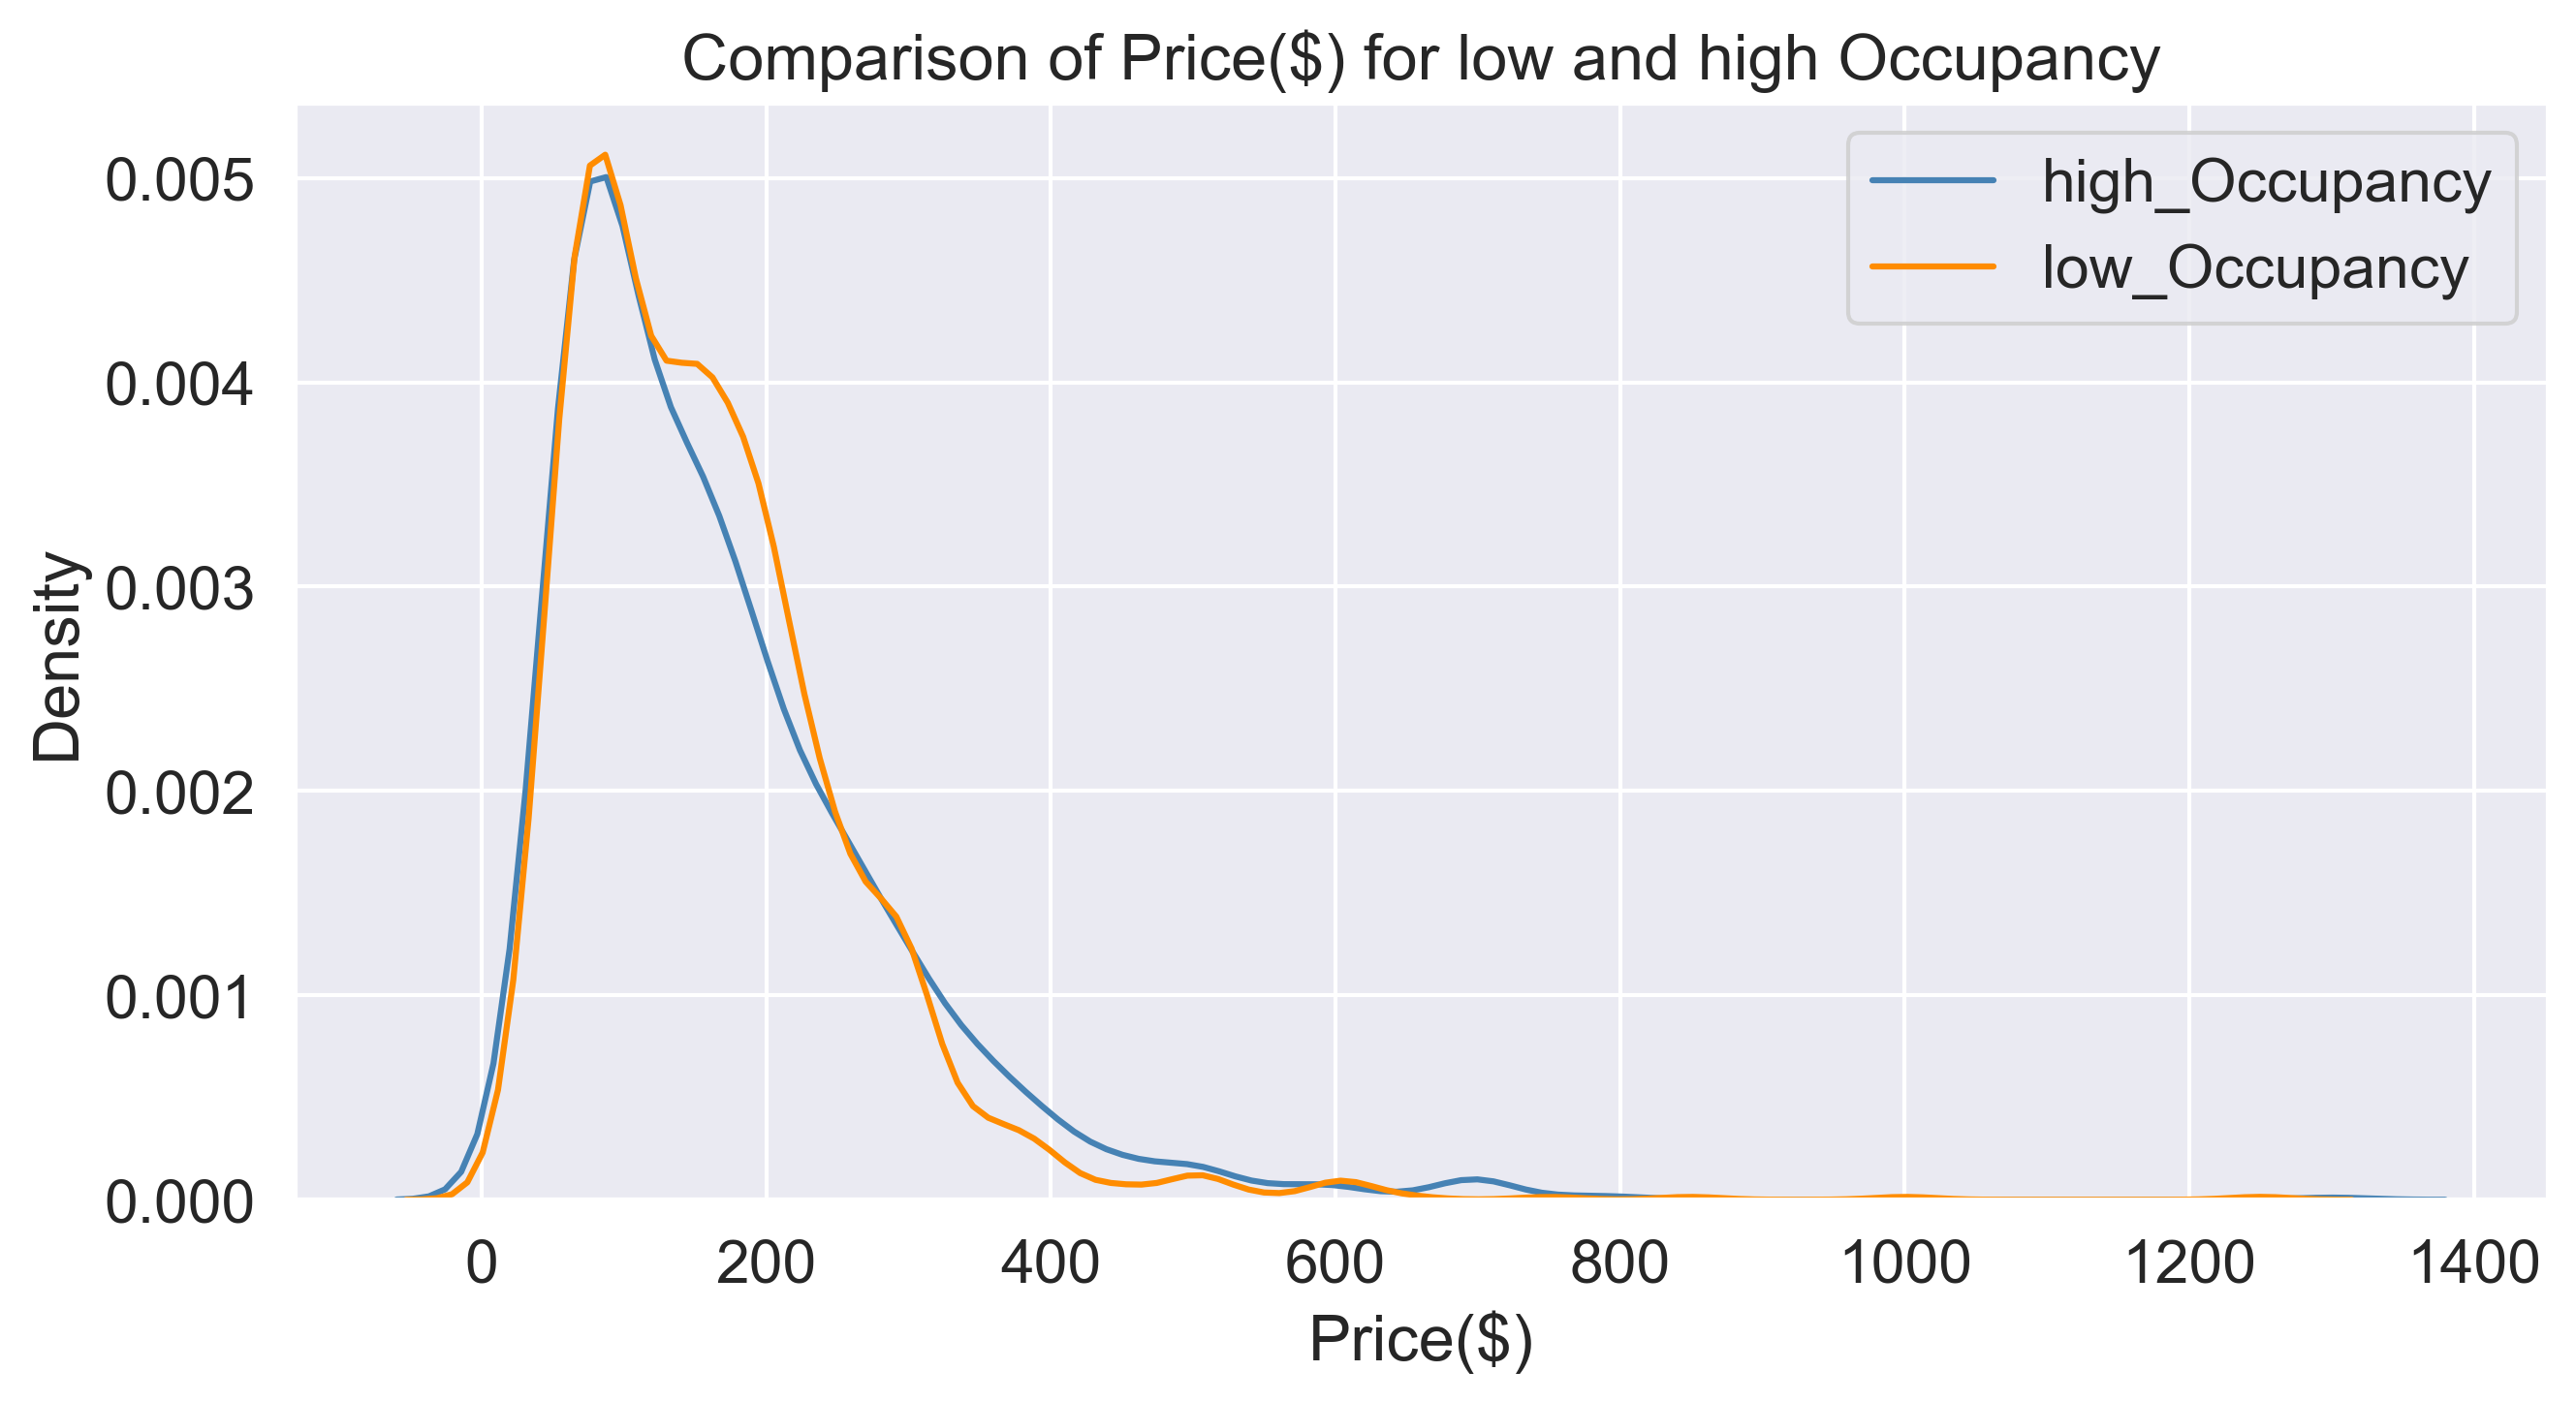 Comparison of Price($) for low and high Occupancy
high_Occupancy
low_Occupancy
Density
0.005
0.004
0.003
0.002
0.001
0.000
0 200 400 600 800 1000 1200 1400
Price($)